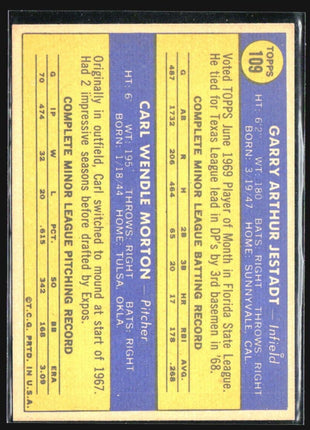 TOPPS
109
GARRY ARTHUR JESTADT — Infield
HT: 6'2" WT: 180 BATS: RIGHT THROWS: RIGHT
BORN: 3/19/47 HOME: SUNNYVALE, CAL.
Voted TOPPS June 1969 Player of Month in Florida State League.
He tied for Texas League lead in DP's by 3rd basemen in '68.
COMPLETE MINOR LEAGUE BATTING RECORD
G AB R H 2B 3B HR RBI AVG.
487 1732 206 464 65 20 17 178 .268
CARL WENDLE MORTON — Pitcher
HT: 6' WT: 195 THROWS: RIGHT BATS: RIGHT
BORN: 1/18/44 HOME: TULSA, OKLA.
Originally in outfield, Carl switched to mound at start of 1967.
Had 2 impressive seasons before drafted by Expos.
COMPLETE MINOR LEAGUE PITCHING RECORD
G IP W L PCT. SO BB ERA
70 474 32 20 .615 342 168 3.09
©T.C.G. PRTD. IN U.S.A.